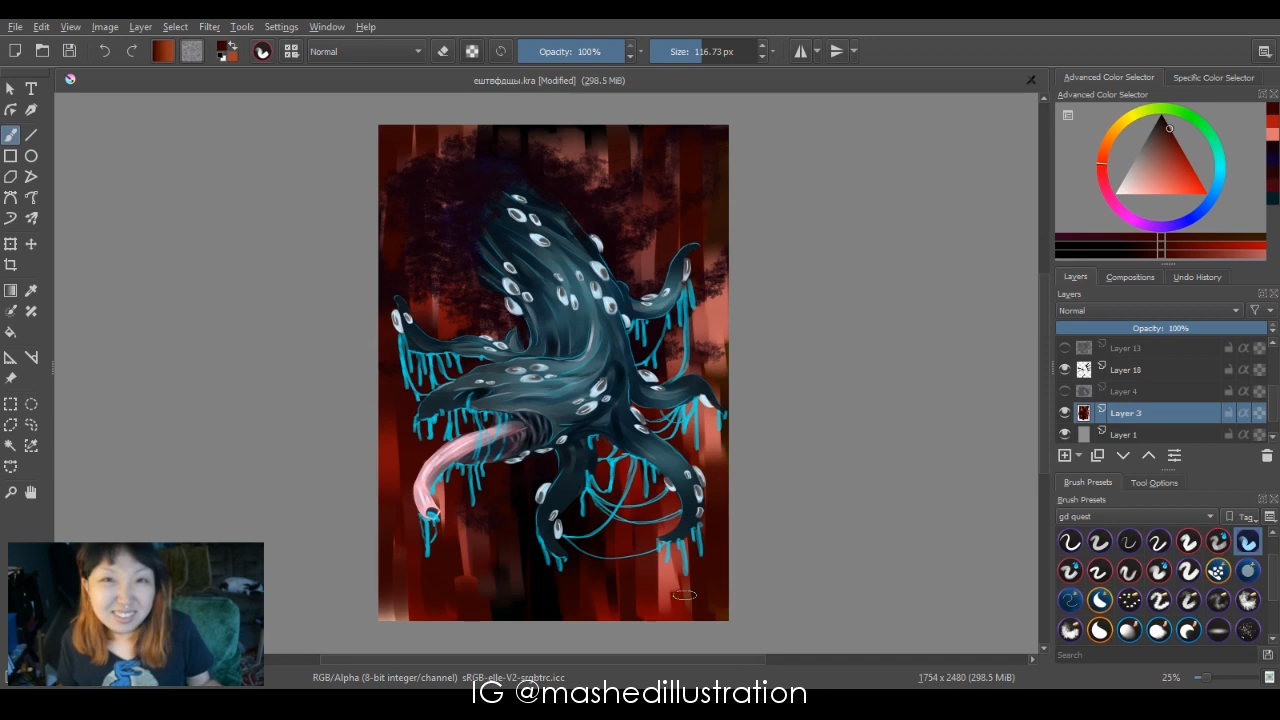 File Edit View Image Layer Select Filter Tools Settings Window Help
Normal Opacity: 100% Size: 116.73 px
ештвфдщы.kra [Modified] (298.5 MiB)
Advanced Color Selector Specific Color Selector
Advanced Color Selector
Layers Compositions Undo History
Layers
Normal
Opacity: 100%
Layer 13
Layer 18
Layer 4
Layer 3
Layer 1
Brush Presets Tool Options
Brush Presets
gd quest Tag
Search
RGB/Alpha (8-bit integer/channel) sRGB-elle-V2-srgbtrc.icc 1754 x 2480 (298.5 MiB) 25%
IG @mashedillustration